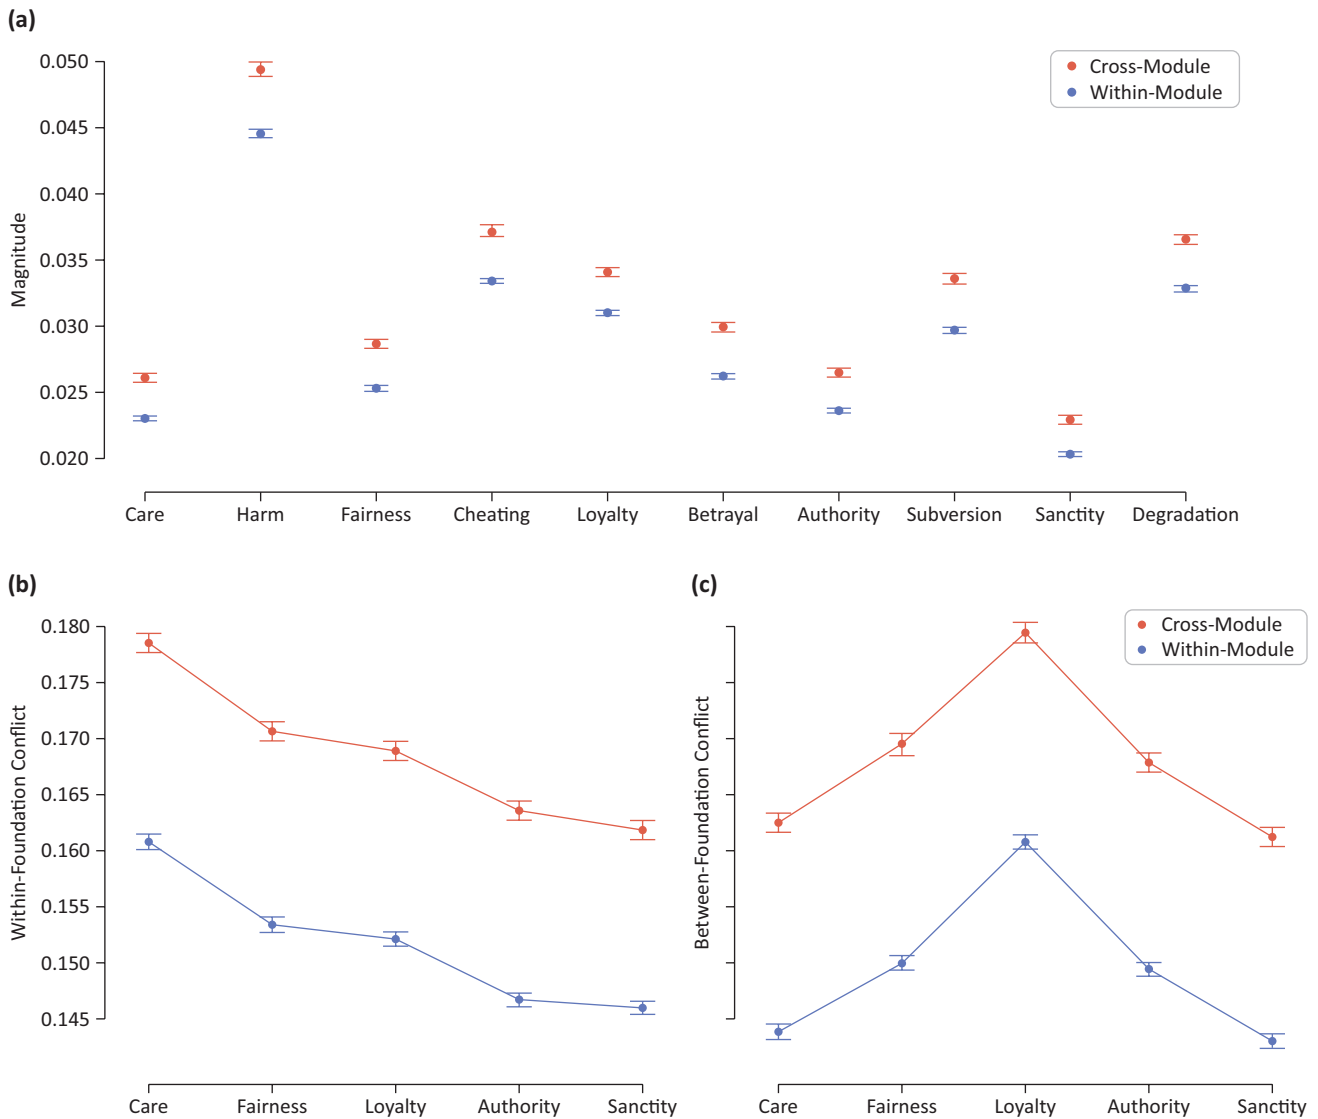 (a)
0.050
0.045
0.040
0.035
0.030
0.025
0.020
Magnitude
Cross-Module
Within-Module
Care Harm Fairness Cheating Loyalty Betrayal Authority Subversion Sanctity Degradation
(b)
0.180
0.175
0.170
0.165
0.160
0.155
0.150
0.145
Within-Foundation Conflict
Care Fairness Loyalty Authority Sanctity
(c)
Between-Foundation Conflict
Cross-Module
Within-Module
Care Fairness Loyalty Authority Sanctity